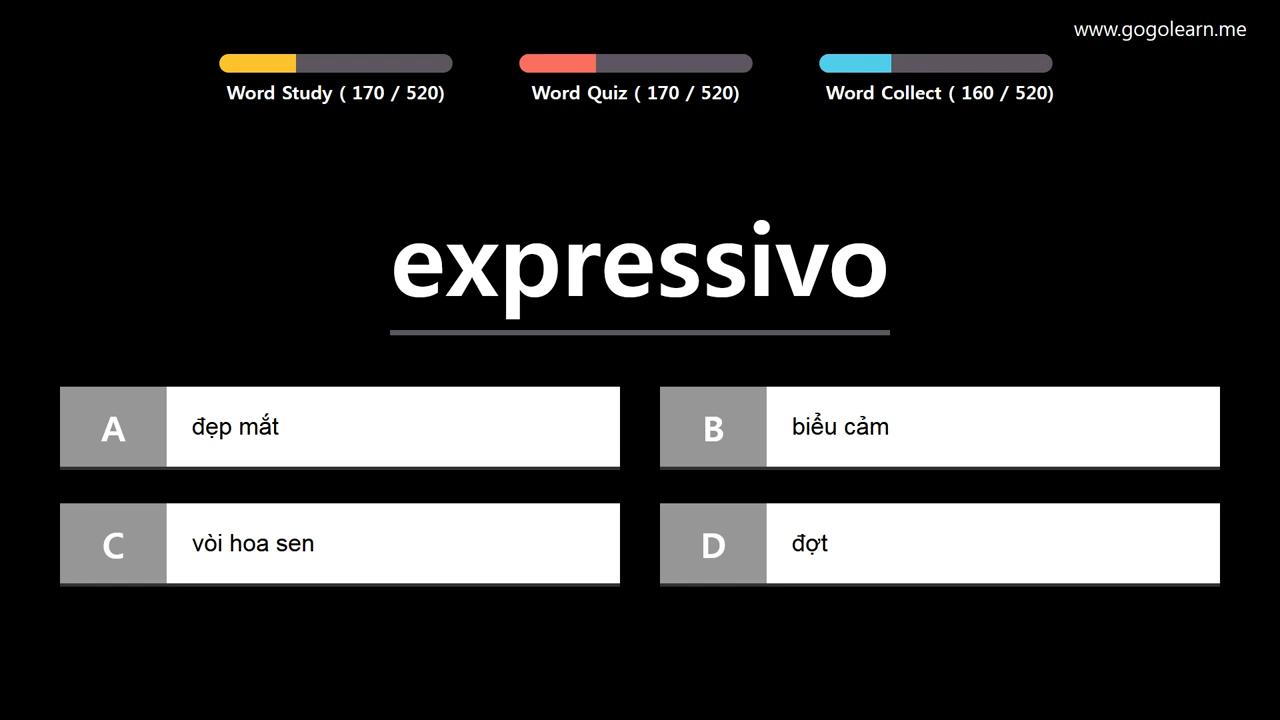 www.gogolearn.me
Word Study ( 170 / 520)
Word Quiz ( 170 / 520)
Word Collect ( 160 / 520)
expressivo
A đẹp mắt
B biểu cảm
C vòi hoa sen
D đợt